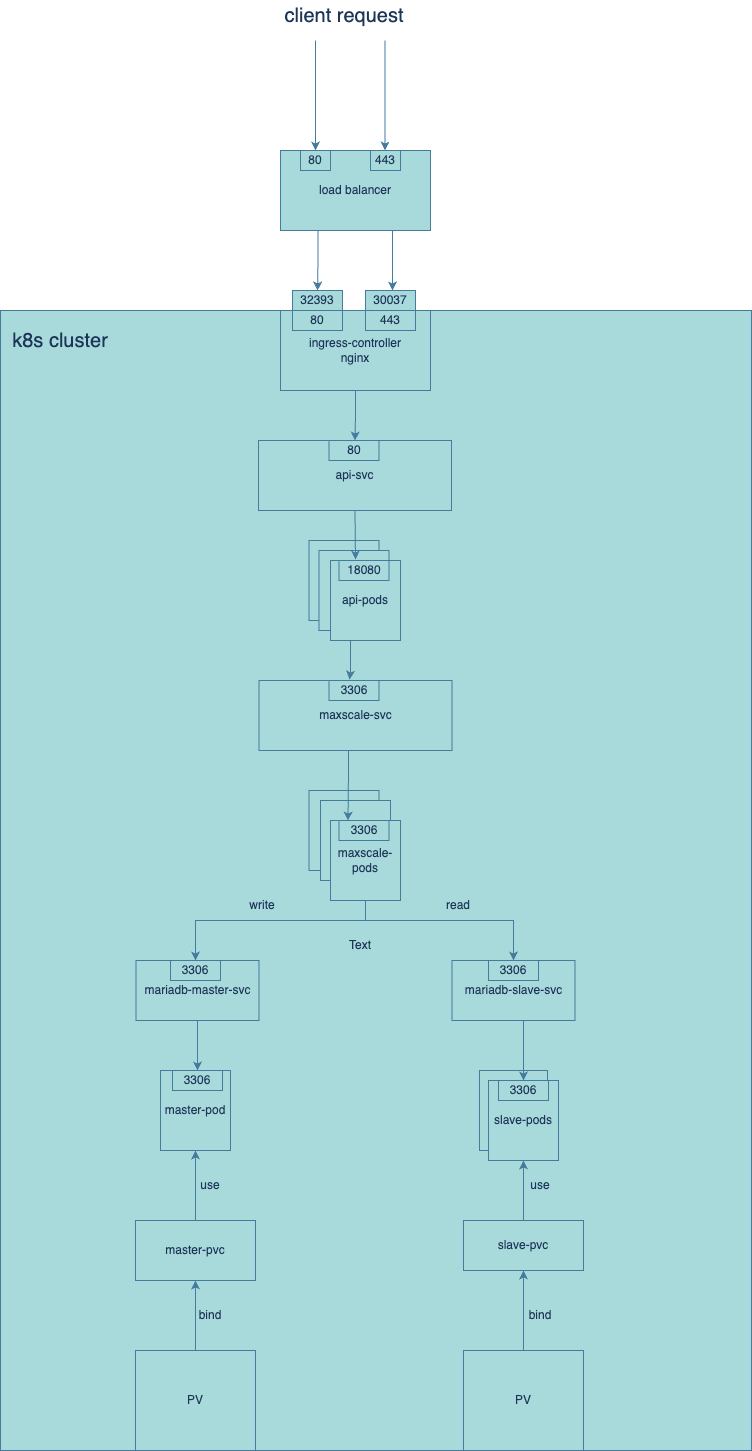 client request
80
443
load balancer
32393
30037
80
443
k8s cluster
ingress-controller
nginx
80
api-svc
18080
api-pods
3306
maxscale-svc
3306
maxscale-
pods
write
read
Text
3306
3306
mariadb-master-svc
mariadb-slave-svc
3306
3306
master-pod
slave-pods
use
use
master-pvc
slave-pvc
bind
bind
PV
PV